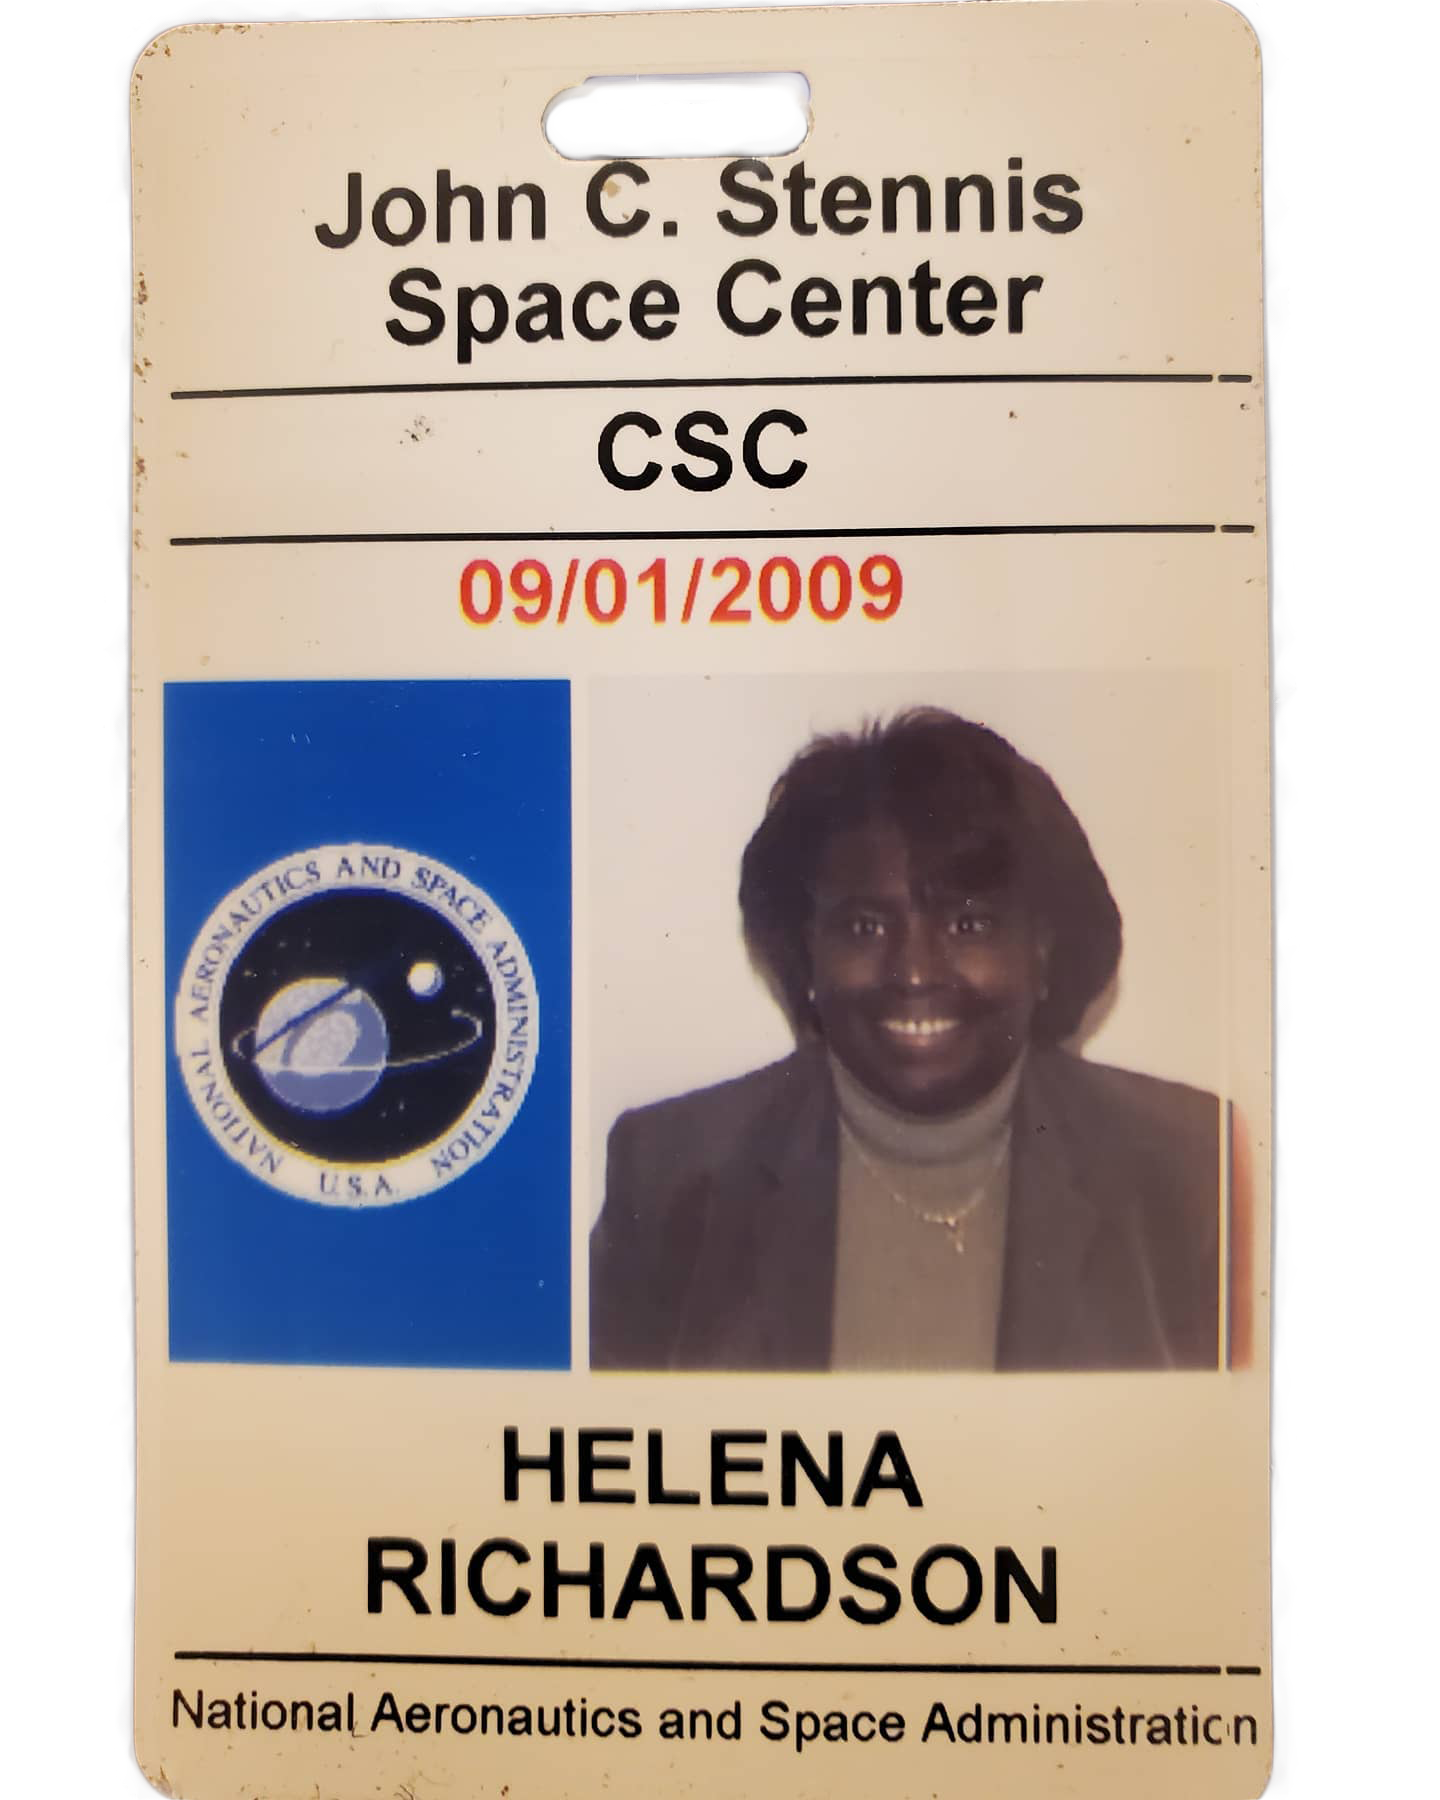 John C. Stennis
Space Center
CSC
09/01/2009
NATIONAL AERONAUTICS AND SPACE ADMINISTRATION
U.S.A.
HELENA
RICHARDSON
National Aeronautics and Space Administration